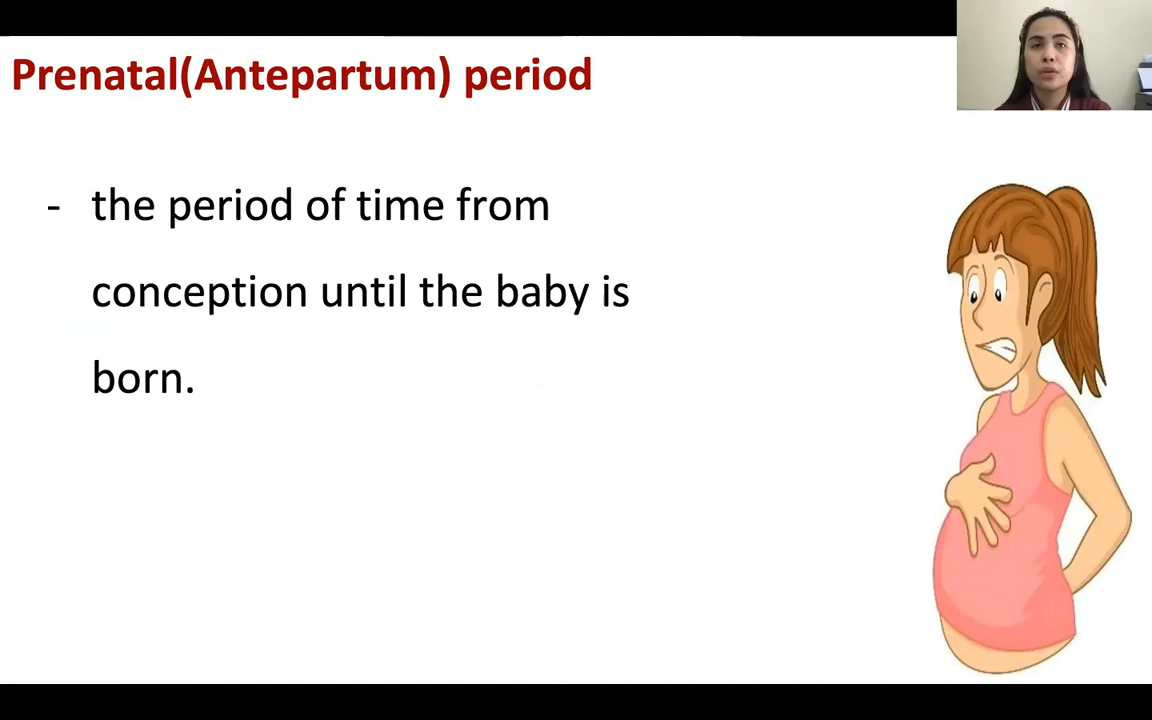 Prenatal(Antepartum) period
- the period of time from
conception until the baby is
born.